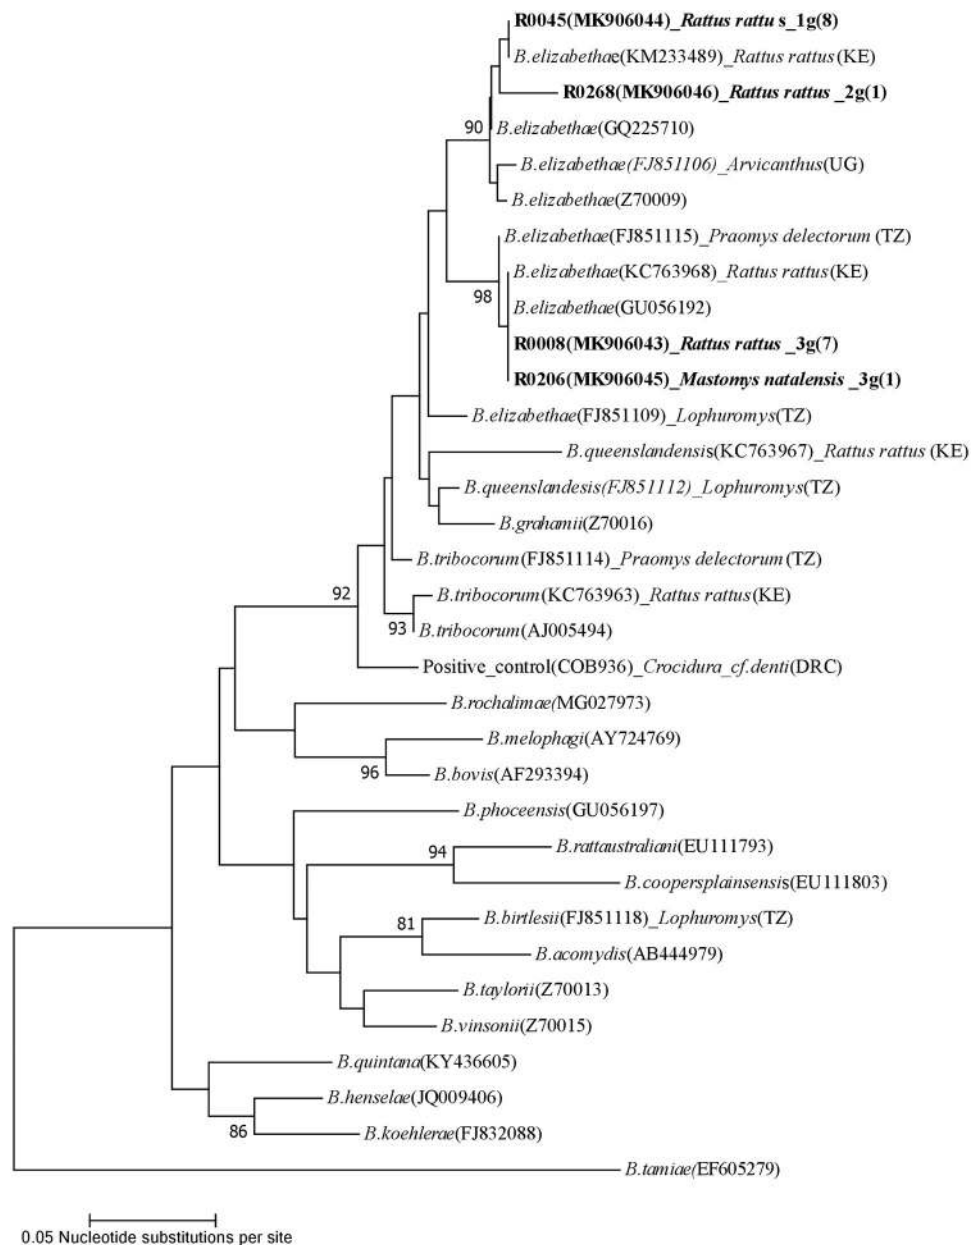 R0045(MK906044)_Rattus rattu s_1g(8)
B.elizabethae(KM233489)_Rattus rattus(KE)
R0268(MK906046)_Rattus rattus _2g(1)
90
B.elizabethae(GQ225710)
B.elizabethae(FJ851106)_Arvicanthus(UG)
B.elizabethae(Z70009)
B.elizabethae(FJ851115)_Praomys delectorum (TZ)
B.elizabethae(KC763968)_Rattus rattus(KE)
98
B.elizabethae(GU056192)
R0008(MK906043)_Rattus rattus _3g(7)
R0206(MK906045)_Mastomys natalensis _3g(1)
B.elizabethae(FJ851109)_Lophuromys(TZ)
B.queenslandensis(KC763967)_Rattus rattus (KE)
B.queenslandesis(FJ851112)_Lophuromys(TZ)
B.grahamii(Z70016)
B.tribocorum(FJ851114)_Praomys delectorum(TZ)
92
B.tribocorum(KC763963)_Rattus rattus(KE)
93
B.tribocorum(AJ005494)
Positive_control(COB936)_Crocidura_cf.denti(DRC)
B.rochalimae(MG027973)
B.melophagi(AY724769)
96
B.bovis(AF293394)
B.phoceensis(GU056197)
B.rattaustraliani(EU111793)
94
B.coopersplainsensis(EU111803)
B.birtlesii(FJ851118)_Lophuromys(TZ)
81
B.acomydis(AB444979)
B.taylorii(Z70013)
B.vinsonii(Z70015)
B.quintana(KY436605)
B.henselae(JQ009406)
86
B.koehlerae(FJ832088)
B.tamiae(EF605279)
0.05 Nucleotide substitutions per site